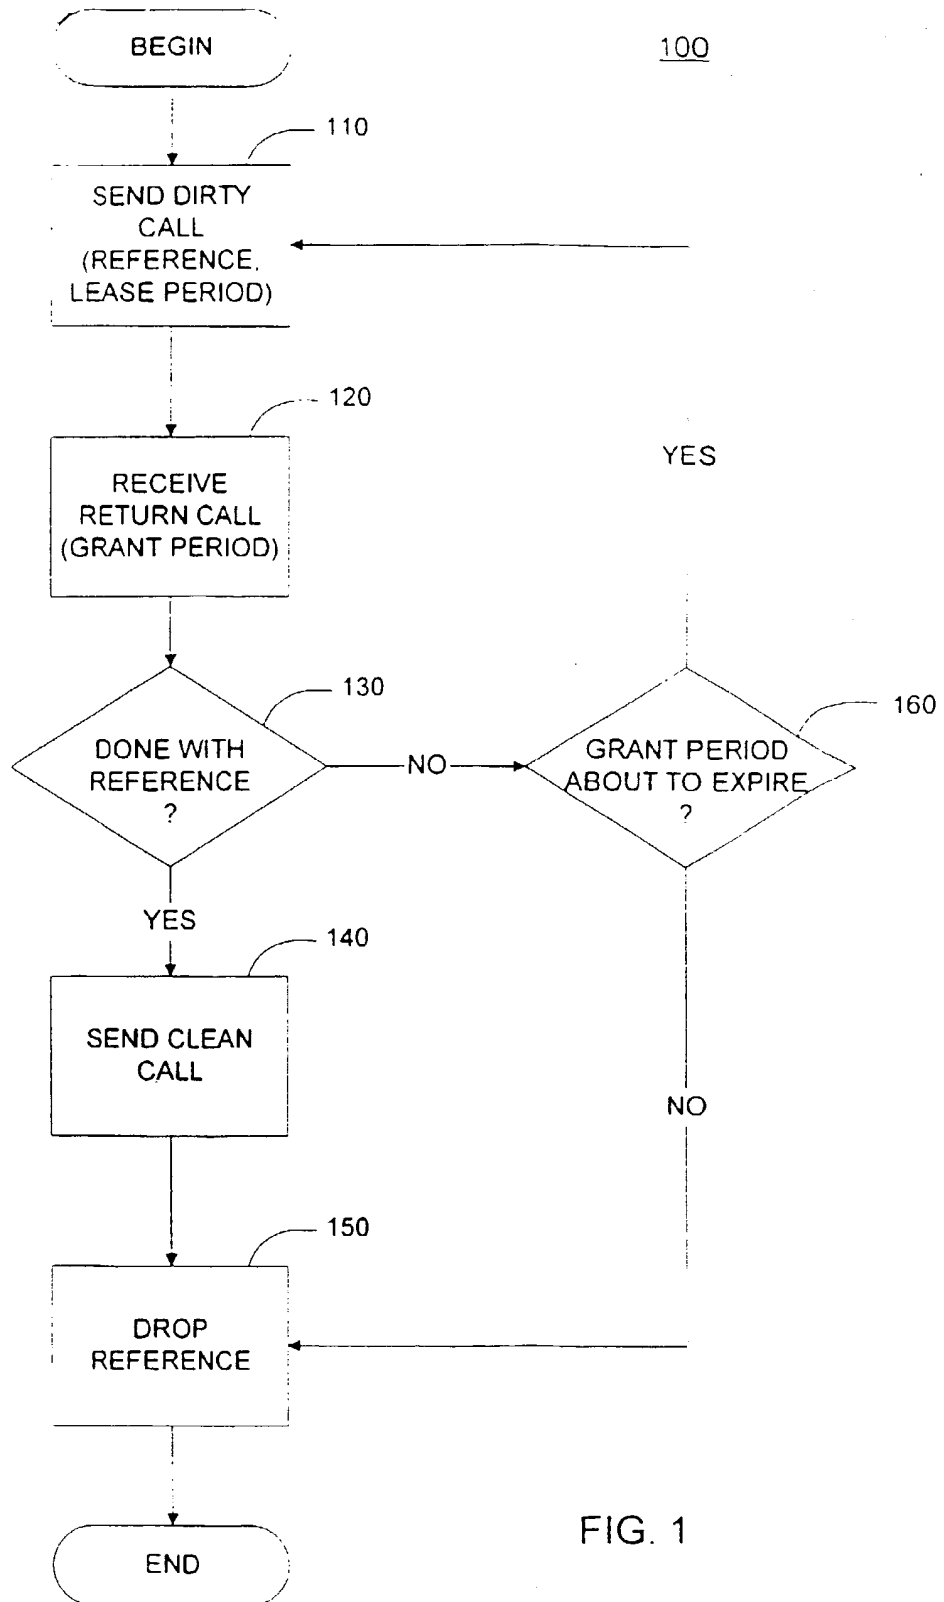 BEGIN
100
110
SEND DIRTY
CALL
(REFERENCE,
LEASE PERIOD)
120
RECEIVE
RETURN CALL
(GRANT PERIOD)
YES
130
DONE WITH
REFERENCE
?
NO
160
GRANT PERIOD
ABOUT TO EXPIRE
?
YES
140
SEND CLEAN
CALL
NO
150
DROP
REFERENCE
END
FIG. 1